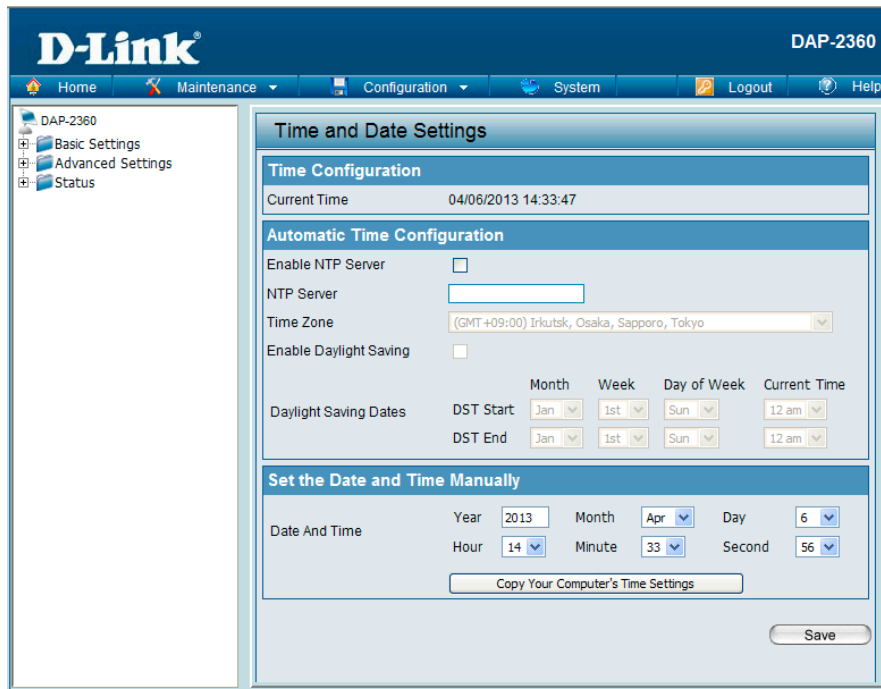 D-Link®
DAP-2360
Home Maintenance Configuration System Logout Help
DAP-2360
Basic Settings
Advanced Settings
Status
Time and Date Settings
Time Configuration
Current Time 04/06/2013 14:33:47
Automatic Time Configuration
Enable NTP Server
NTP Server
Time Zone (GMT+09:00) Irkutsk, Osaka, Sapporo, Tokyo
Enable Daylight Saving
Month Week Day of Week Current Time
Daylight Saving Dates
DST Start Jan 1st Sun 12 am
DST End Jan 1st Sun 12 am
Set the Date and Time Manually
Date And Time
Year 2013 Month Apr Day 6
Hour 14 Minute 33 Second 56
Copy Your Computer's Time Settings
Save